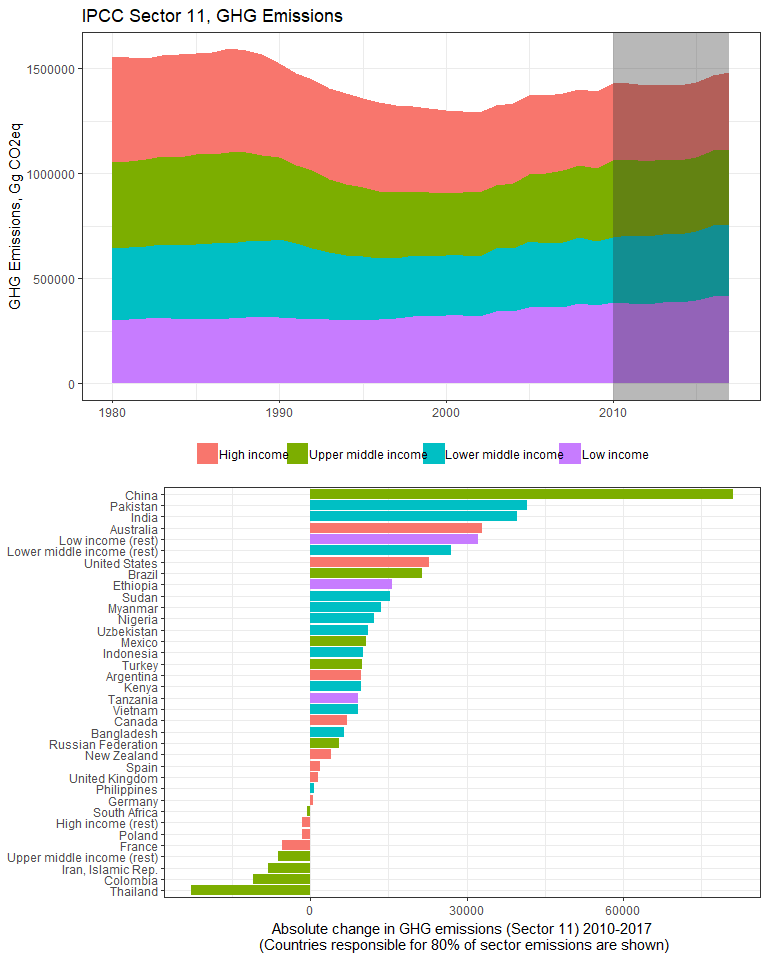 IPCC Sector 11, GHG Emissions
GHG Emissions, Gg CO2eq
1500000
1000000
500000
0
1980 1990 2000 2010
High income Upper middle income Lower middle income Low income
China
Pakistan
India
Australia
Low income (rest)
Lower middle income (rest)
United States
Brazil
Ethiopia
Sudan
Myanmar
Nigeria
Uzbekistan
Mexico
Indonesia
Turkey
Argentina
Kenya
Tanzania
Vietnam
Canada
Bangladesh
Russian Federation
New Zealand
Spain
United Kingdom
Philippines
Germany
South Africa
High income (rest)
Poland
France
Upper middle income (rest)
Iran, Islamic Rep.
Colombia
Thailand
0 30000 60000
Absolute change in GHG emissions (Sector 11) 2010-2017
(Countries responsible for 80% of sector emissions are shown)